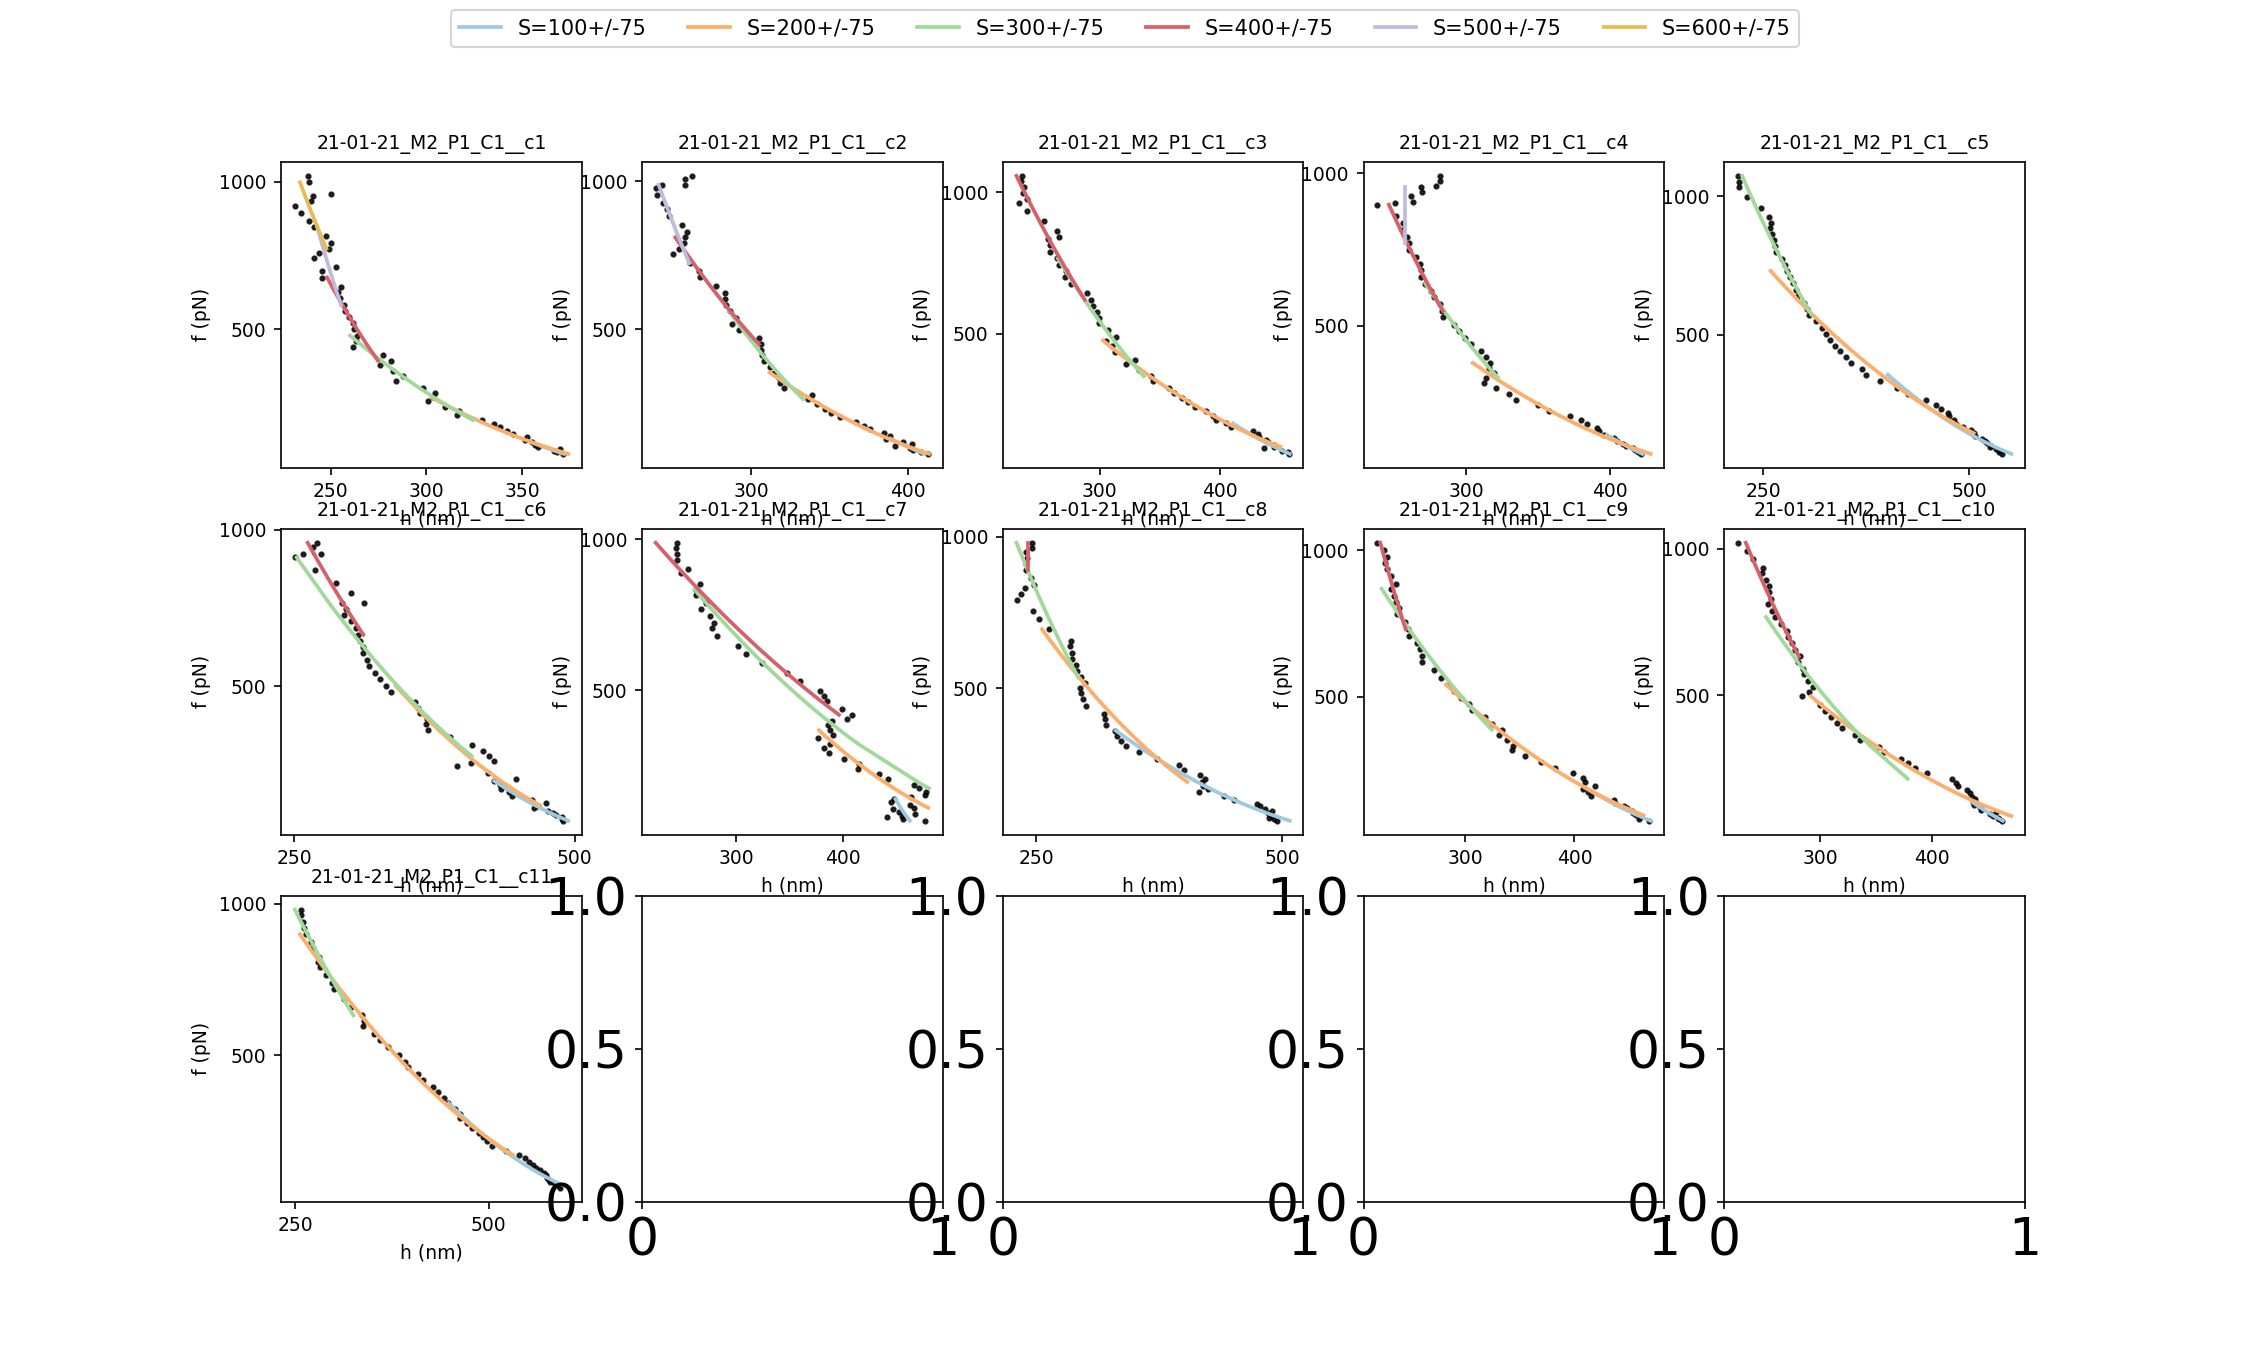 S=100+/-75 S=200+/-75 S=300+/-75 S=400+/-75 S=500+/-75 S=600+/-75
21-01-21_M2_P1_C1__c1 21-01-21_M2_P1_C1__c2 21-01-21_M2_P1_C1__c3 21-01-21_M2_P1_C1__c4 21-01-21_M2_P1_C1__c5
1000 1000 1000 1000 1000
f (pN) f (pN) f (pN) f (pN) f (pN)
500 500 500 500 500
250 300 350 300 400 300 400 300 400 250 500
h (nm) h (nm) h (nm) h (nm) h (nm)
21-01-21_M2_P1_C1__c6 21-01-21_M2_P1_C1__c7 21-01-21_M2_P1_C1__c8 21-01-21_M2_P1_C1__c9 21-01-21_M2_P1_C1__c10
1000 1000 1000 1000 1000
f (pN) f (pN) f (pN) f (pN) f (pN)
500 500 500 500 500
250 500 300 400 250 500 300 400 300 400
h (nm) h (nm) h (nm) h (nm) h (nm)
21-01-21_M2_P1_C1__c11
1000 1.0 1.0 1.0 1.0
f (pN)
500 0.5 0.5 0.5 0.5
0.0 0.0 0.0 0.0
250 500 0 1 0 1 0 1 0 1
h (nm)